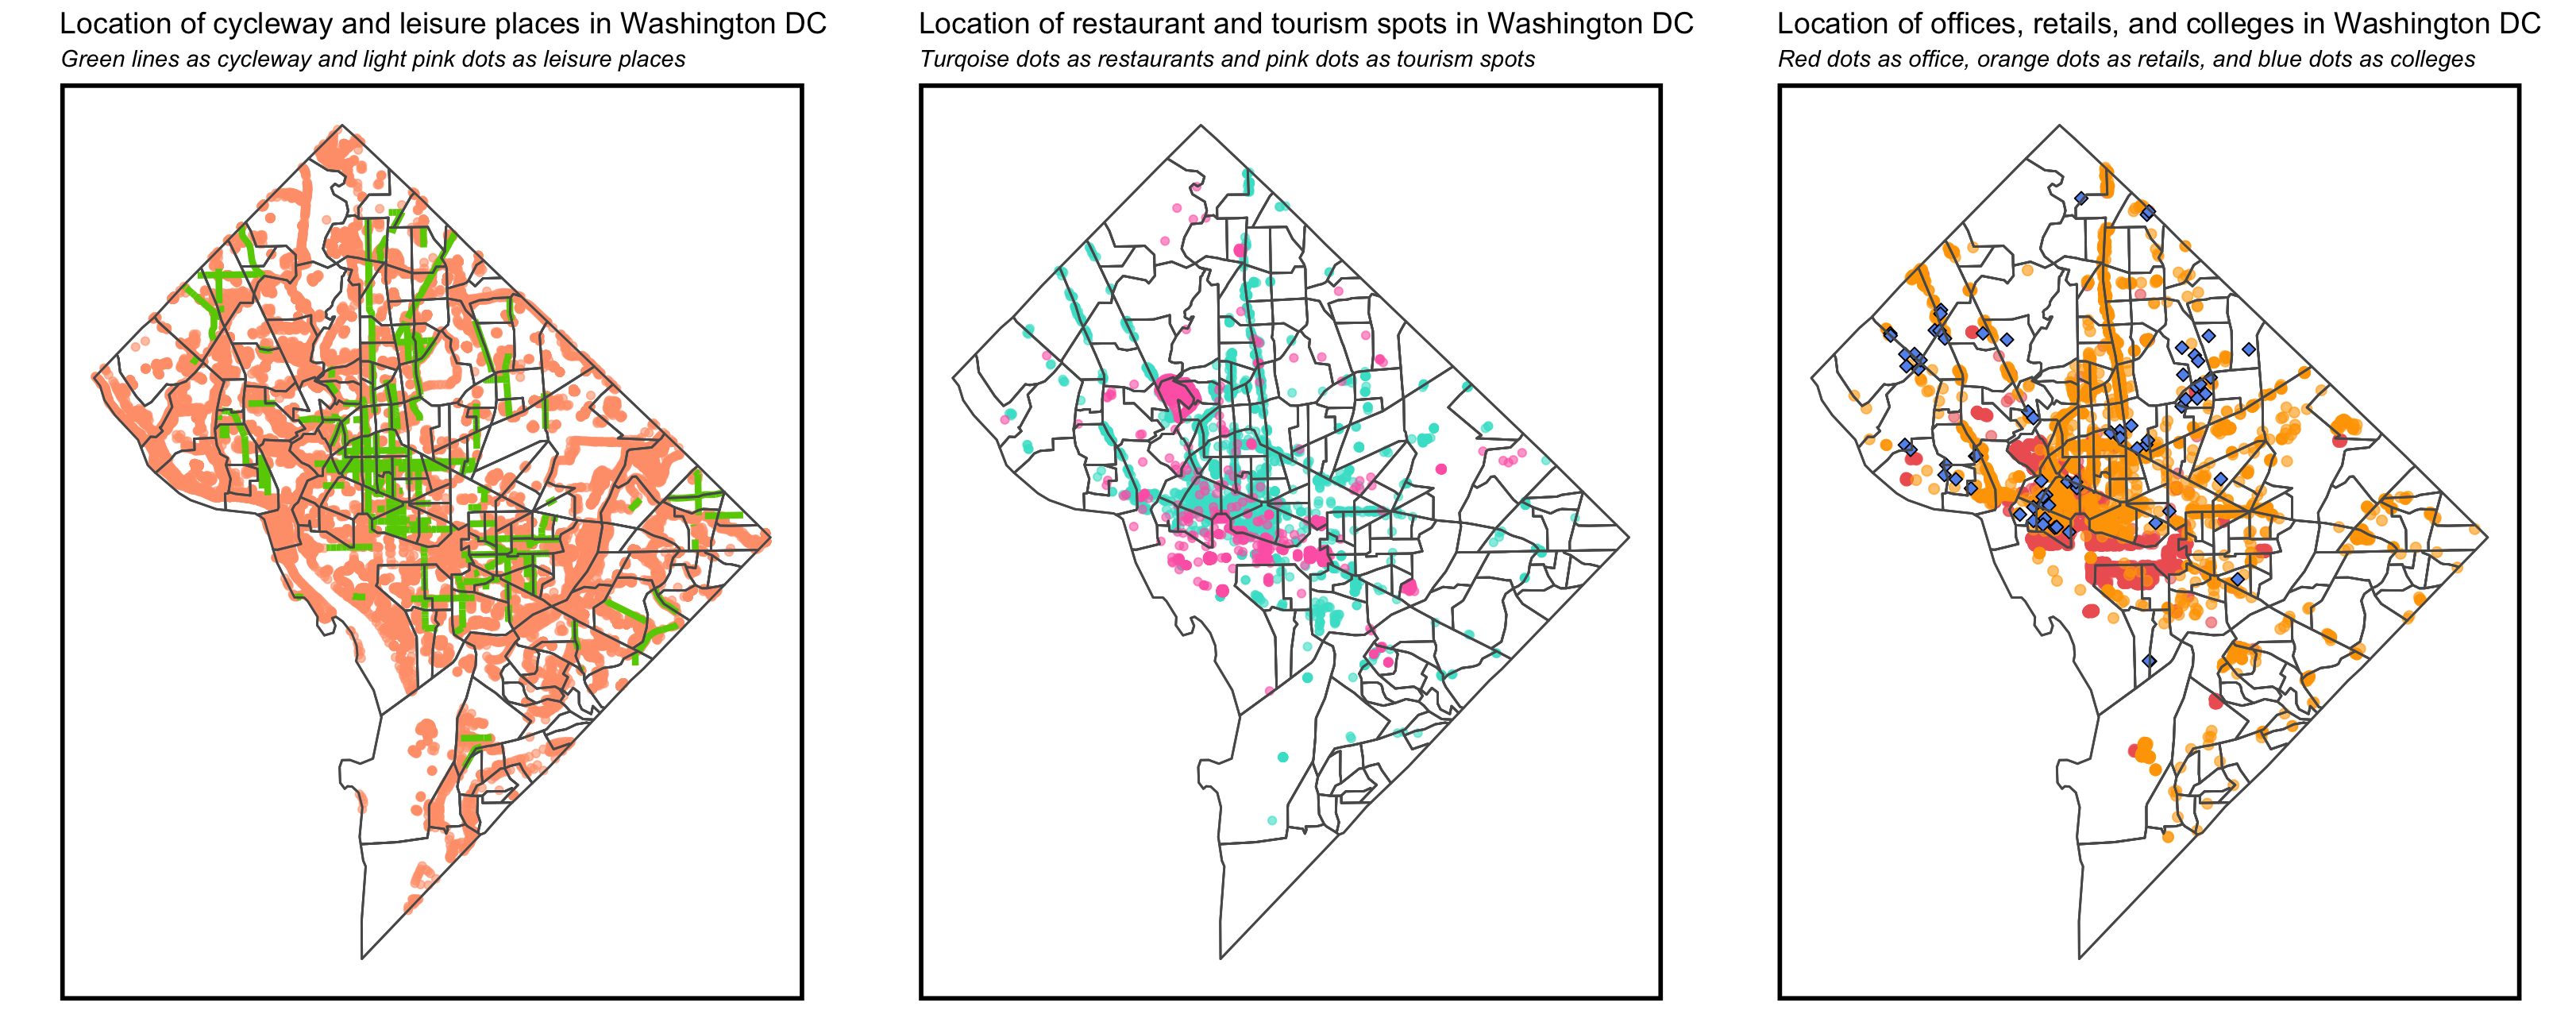 Location of cycleway and leisure places in Washington DC
Green lines as cycleway and light pink dots as leisure places
Location of restaurant and tourism spots in Washington DC
Turqoise dots as restaurants and pink dots as tourism spots
Location of offices, retails, and colleges in Washington DC
Red dots as office, orange dots as retails, and blue dots as colleges